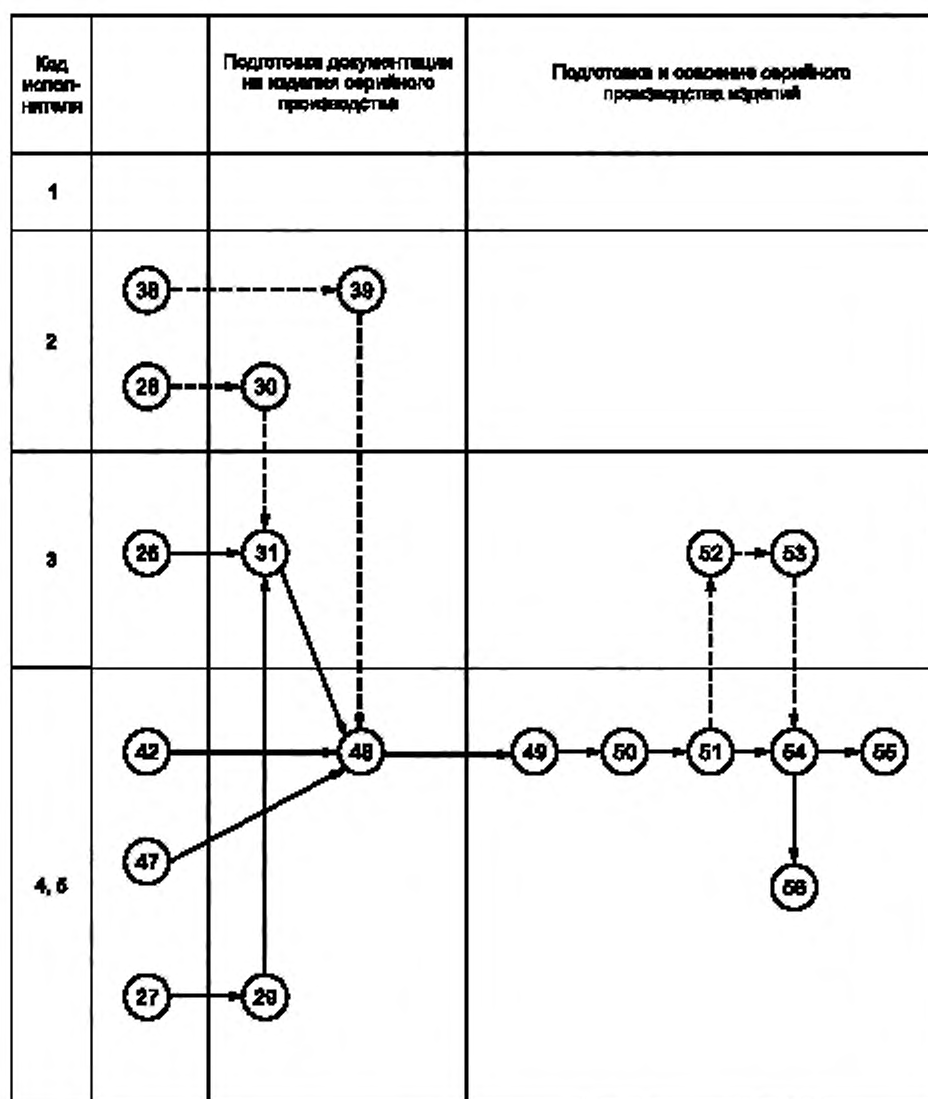 Код
испол-
нителя
Подготовка документации
на изделия серийного
производства
Подготовка и освоение серийного
производства изделий
1
2
38
39
28
30
3
26
31
52
53
4, 5
42
48
49
50
51
54
55
47
56
27
29